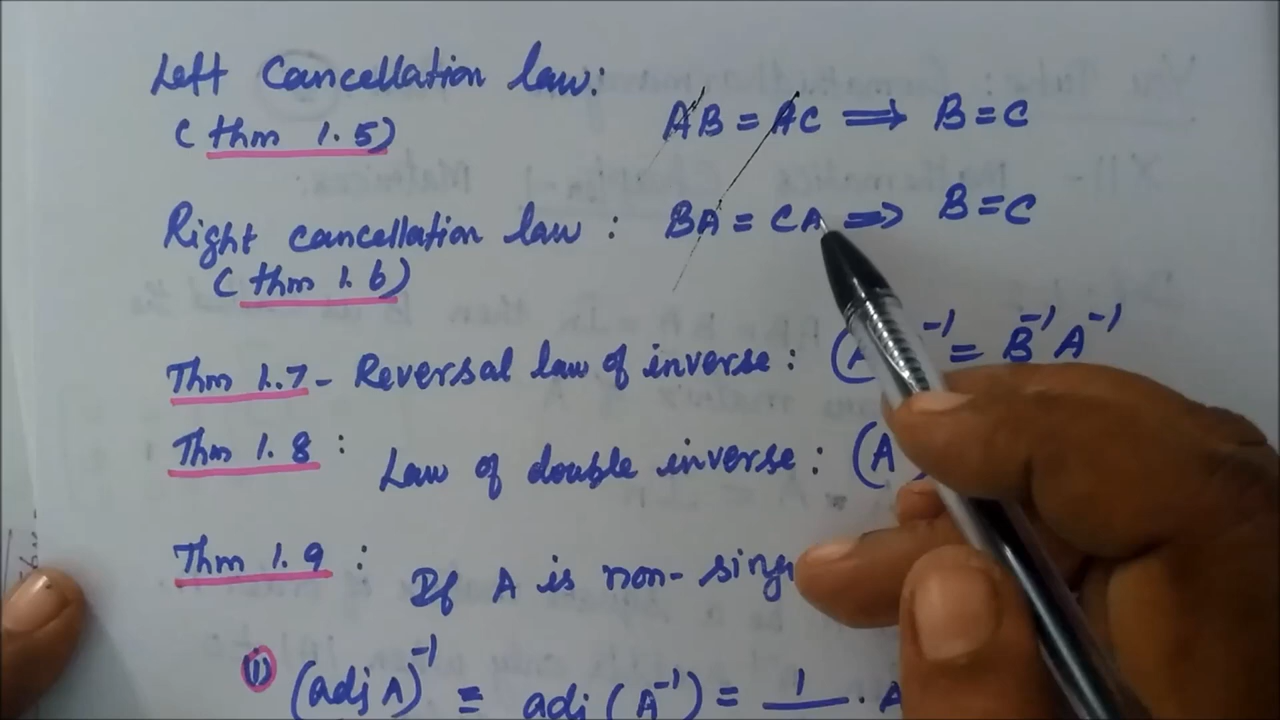 Left Cancellation law:
(thm 1.5)
AB = AC ⟹ B=C
Right cancellation law : BA = CA ⟹ B=C
(thm 1.6)
Thm 1.7 - Reversal law of inverse : (A )⁻¹ = B⁻¹ A⁻¹
Thm 1.8 : Law of double inverse : (A
Thm 1.9 : If A is non-sing
(i) (adj A)⁻¹ = adj (A⁻¹) = 1/ . A